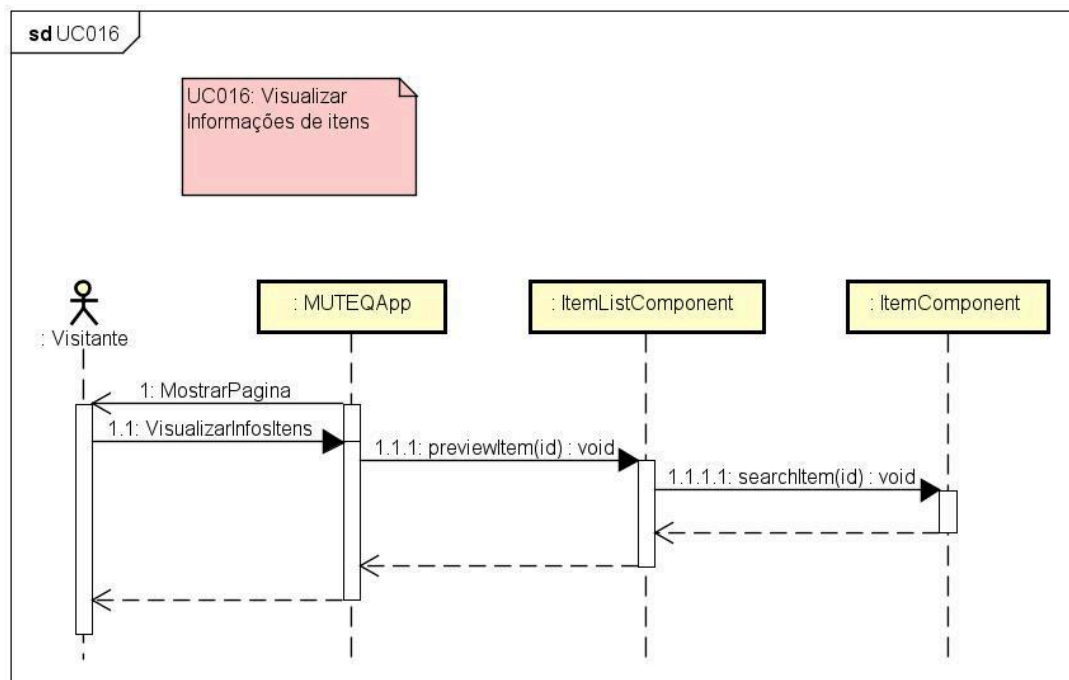 sd UC016
UC016: Visualizar
Informações de itens
: Visitante
: MUTEQApp
: ItemListComponent
: ItemComponent
1: MostrarPagina
1.1: VisualizarInfosItens
1.1.1: previewItem(id) : void
1.1.1.1: searchItem(id) : void